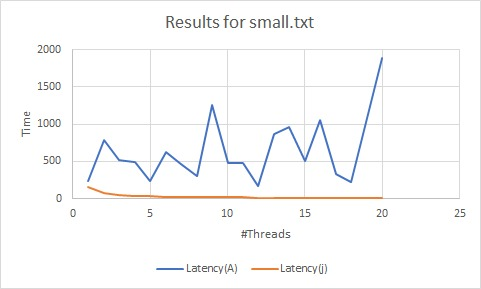 Results for small.txt
2000
1500
1000
500
0
Time
0 5 10 15 20 25
#Threads
Latency(A) Latency(j)